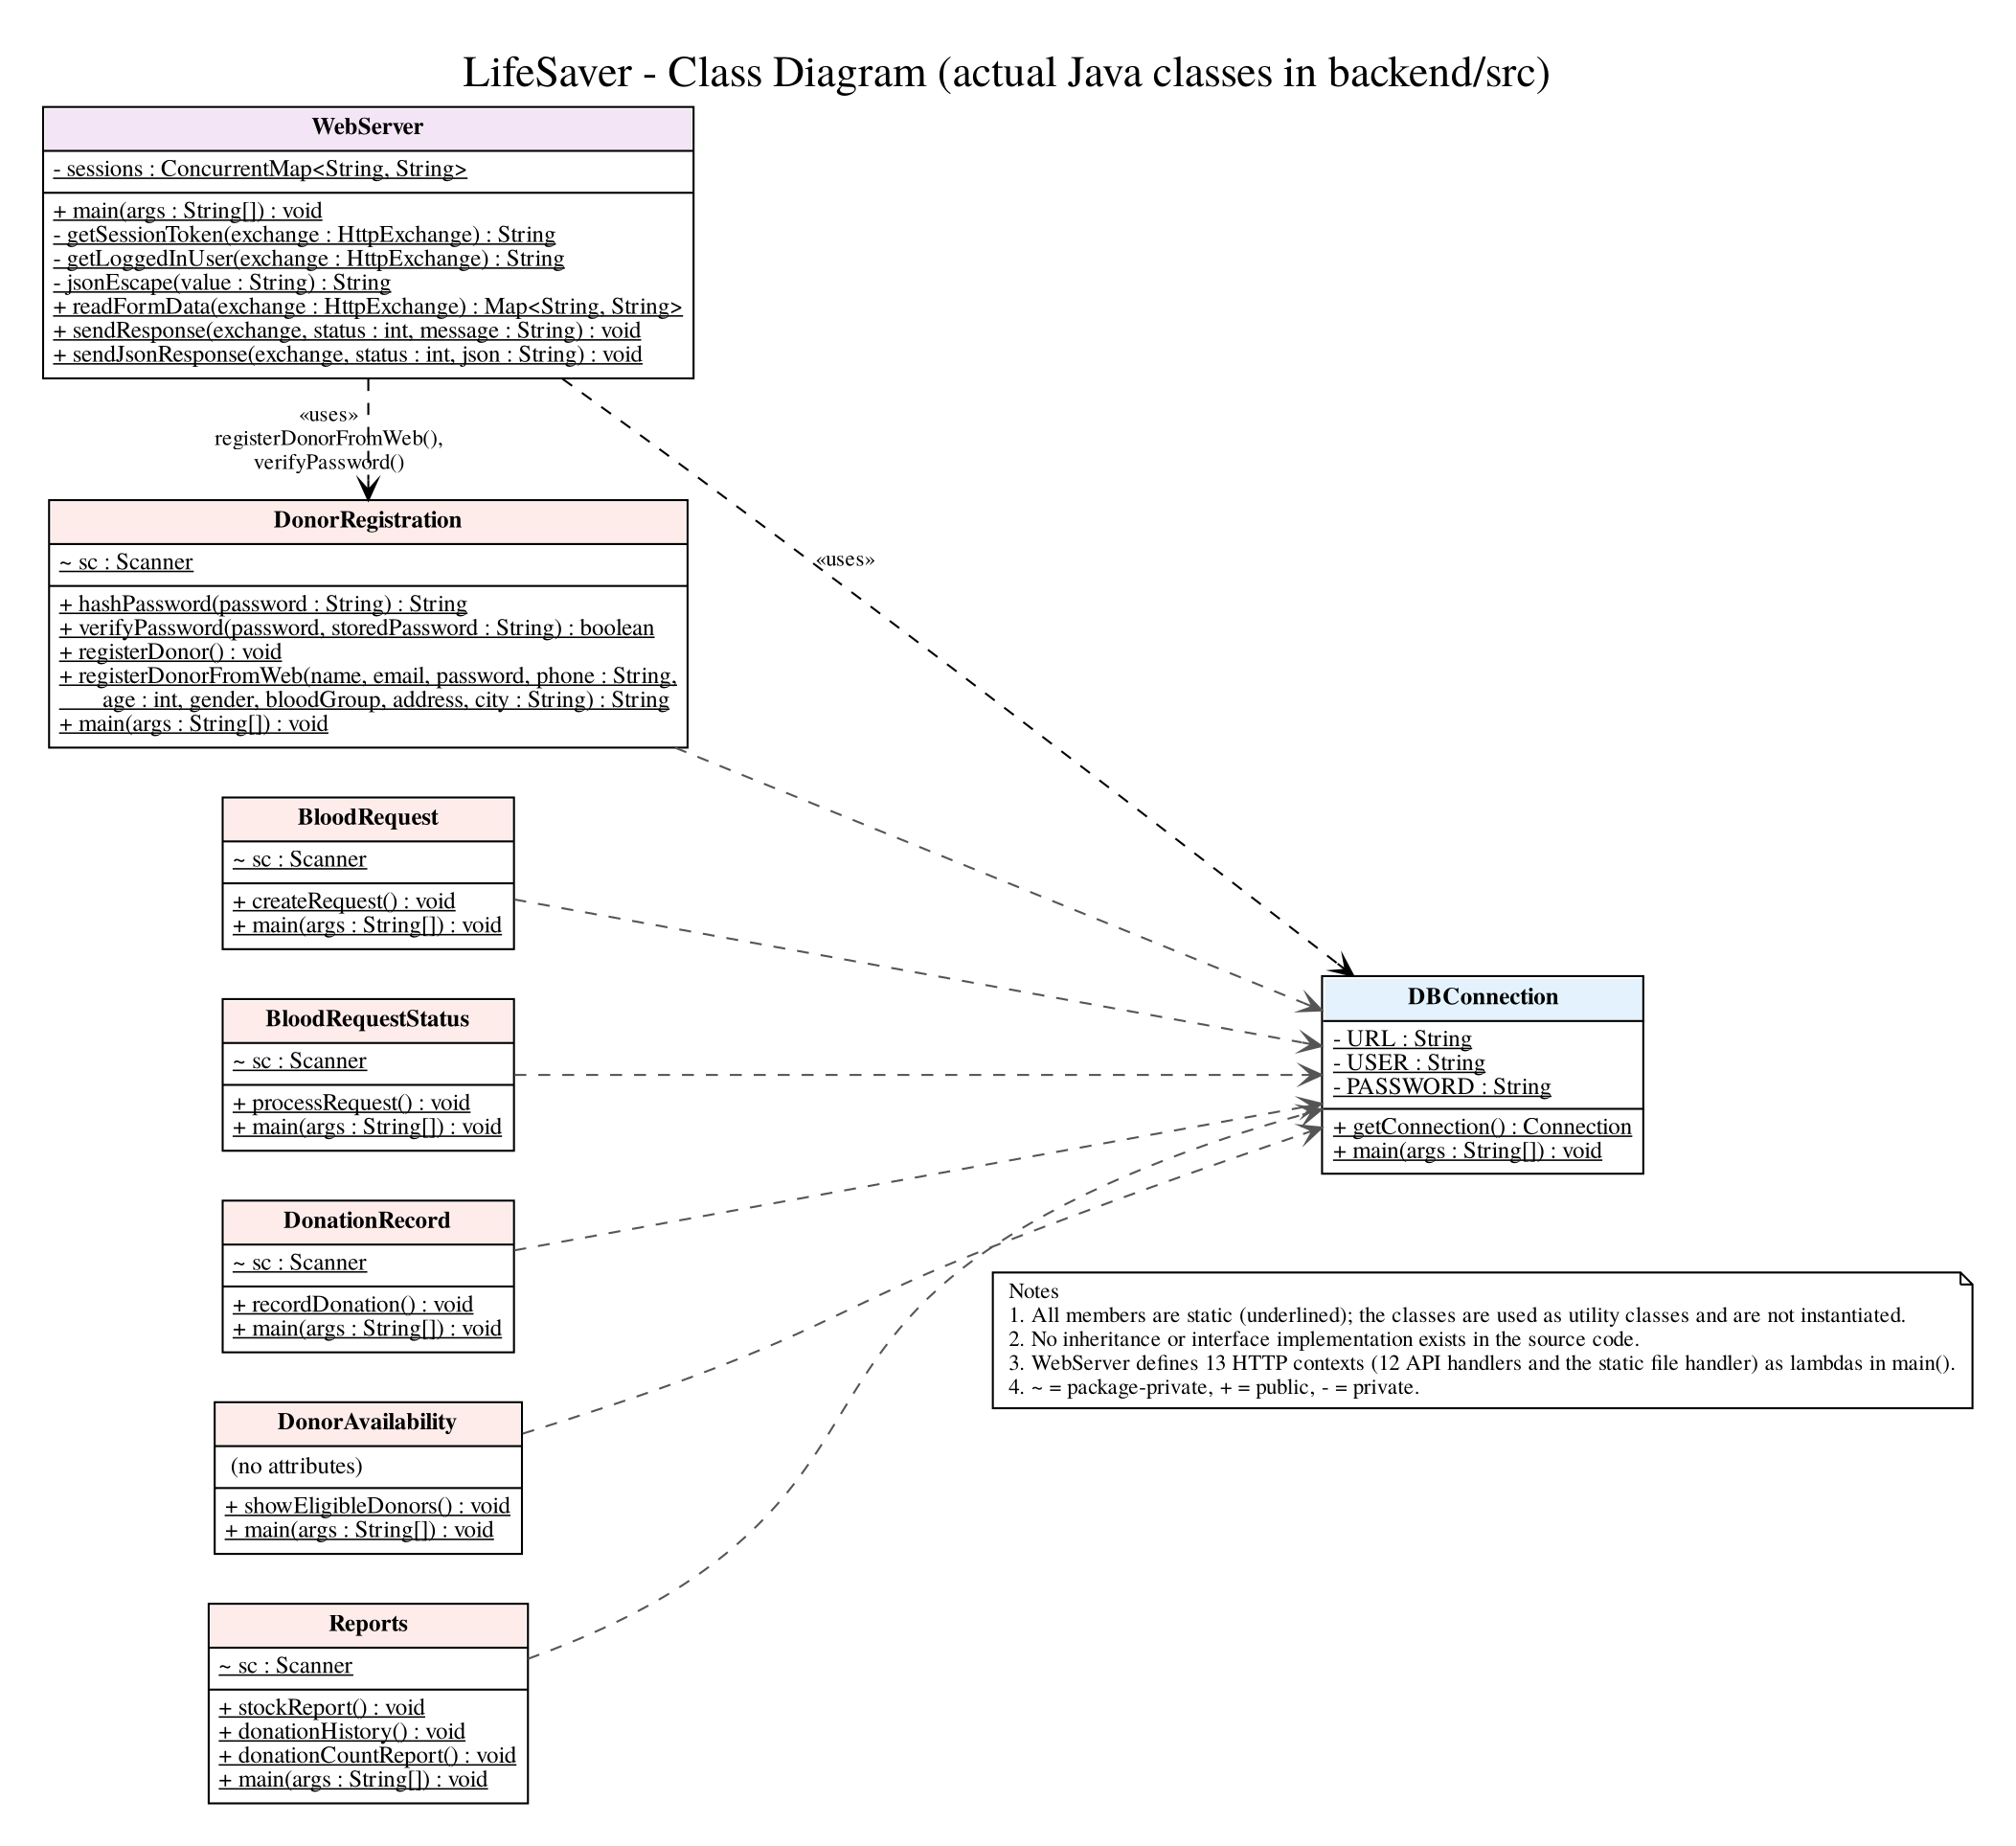 LifeSaver - Class Diagram (actual Java classes in backend/src)
WebServer
- sessions : ConcurrentMap<String, String>
+ main(args : String[]) : void
- getSessionToken(exchange : HttpExchange) : String
- getLoggedInUser(exchange : HttpExchange) : String
- jsonEscape(value : String) : String
+ readFormData(exchange : HttpExchange) : Map<String, String>
+ sendResponse(exchange, status : int, message : String) : void
+ sendJsonResponse(exchange, status : int, json : String) : void
«uses»
registerDonorFromWeb(),
verifyPassword()
«uses»
DonorRegistration
~ sc : Scanner
+ hashPassword(password : String) : String
+ verifyPassword(password, storedPassword : String) : boolean
+ registerDonor() : void
+ registerDonorFromWeb(name, email, password, phone : String,
age : int, gender, bloodGroup, address, city : String) : String
+ main(args : String[]) : void
BloodRequest
~ sc : Scanner
+ createRequest() : void
+ main(args : String[]) : void
BloodRequestStatus
~ sc : Scanner
+ processRequest() : void
+ main(args : String[]) : void
DBConnection
- URL : String
- USER : String
- PASSWORD : String
+ getConnection() : Connection
+ main(args : String[]) : void
DonationRecord
~ sc : Scanner
+ recordDonation() : void
+ main(args : String[]) : void
Notes
1. All members are static (underlined); the classes are used as utility classes and are not instantiated.
2. No inheritance or interface implementation exists in the source code.
3. WebServer defines 13 HTTP contexts (12 API handlers and the static file handler) as lambdas in main().
4. ~ = package-private, + = public, - = private.
DonorAvailability
(no attributes)
+ showEligibleDonors() : void
+ main(args : String[]) : void
Reports
~ sc : Scanner
+ stockReport() : void
+ donationHistory() : void
+ donationCountReport() : void
+ main(args : String[]) : void